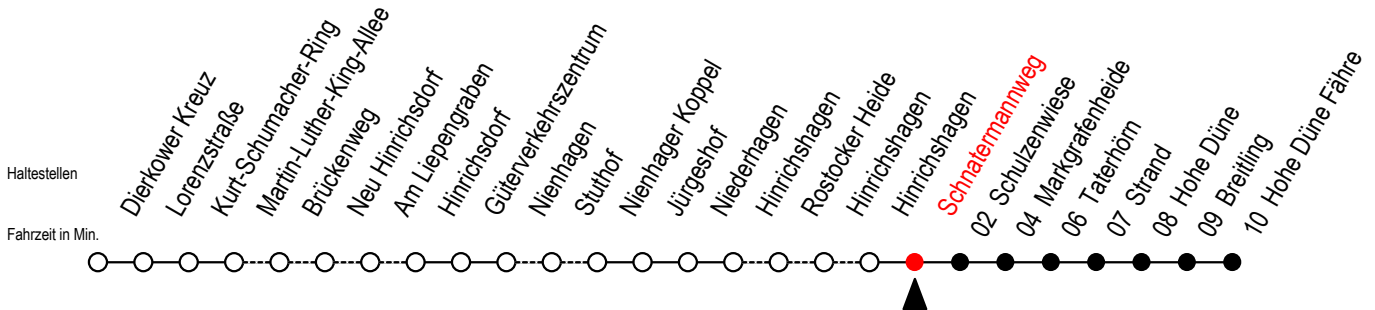 Haltestellen
Fahrzeit in Min.
Dierkower Kreuz
Lorenzstraße
Kurt-Schumacher-Ring
Martin-Luther-King-Allee
Brückenweg
Neu Hinrichsdorf
Am Liepengraben
Hinrichsdorf
Güterverkehrszentrum
Nienhagen
Stuthof
Nienhager Koppel
Jürgeshof
Niederhagen
Hinrichshagen
Rostocker Heide
Hinrichshagen
Hinrichshagen
Schnatermannweg
02 Schulzenwiese
04 Markgrafenheide
06 Taterhörn
07 Strand
08 Hohe Düne
09 Breitling
10 Hohe Düne Fähre